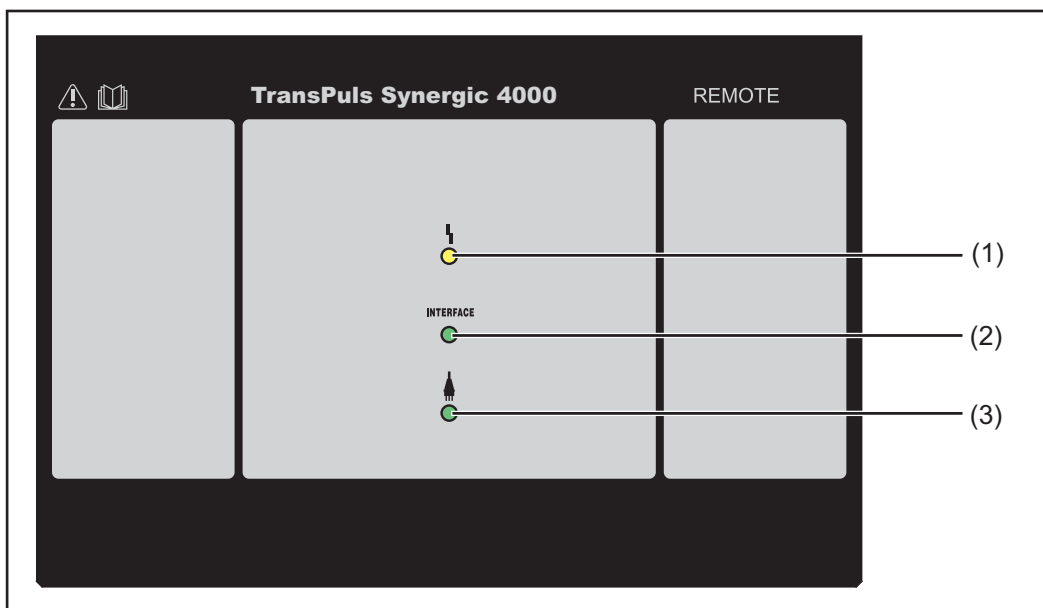 TransPuls Synergic 4000
REMOTE
(1)
INTERFACE
(2)
(3)